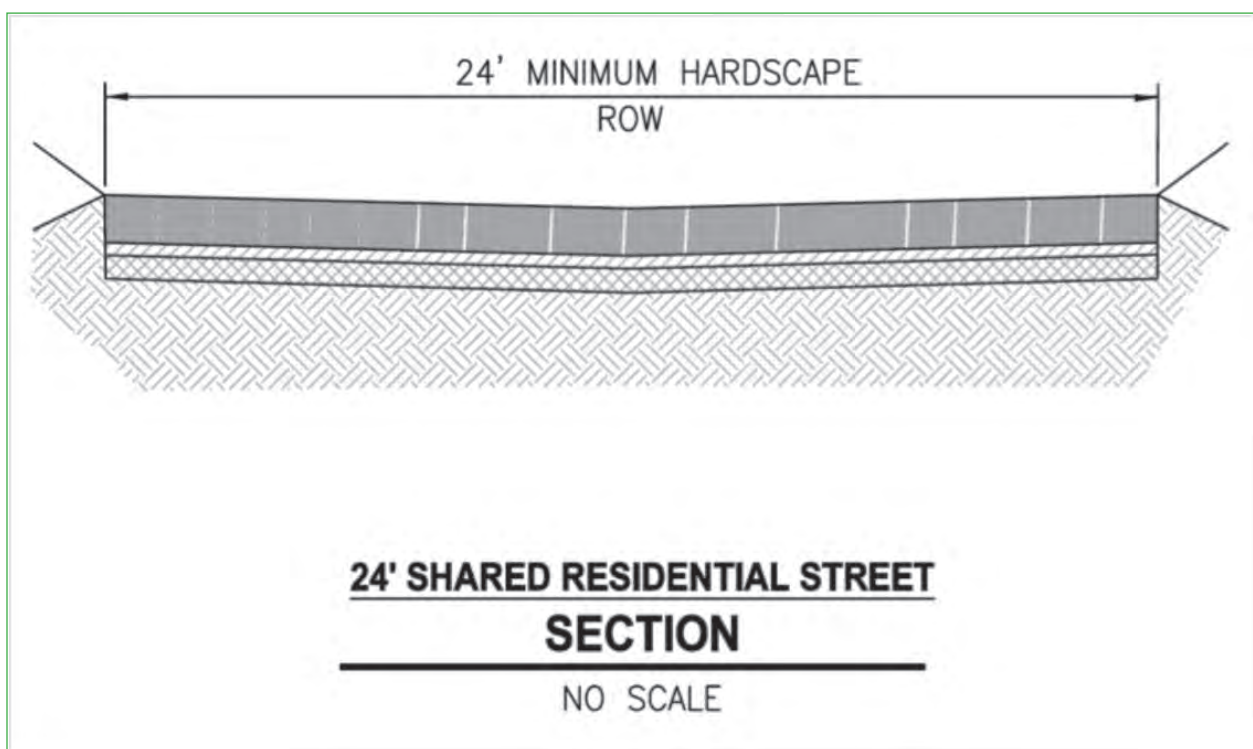 24' MINIMUM HARDSCAPE
ROW
24' SHARED RESIDENTIAL STREET
SECTION
NO SCALE